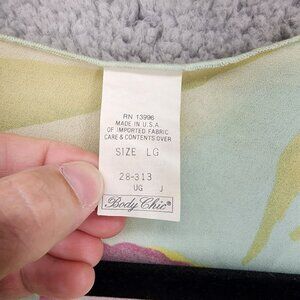 RN 13996
MADE IN U.S.A.
OF IMPORTED FABRIC
CARE & CONTENTS OVER
SIZE LG
28-313
UG J
Body Chic®